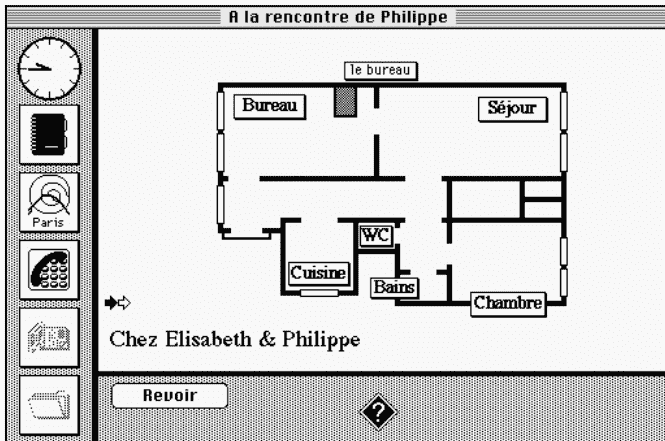 A la rencontre de Philippe
le bureau
Bureau
Séjour
Paris
WC
Cuisine
Bains
Chambre
Chez Elisabeth & Philippe
Revoir
?